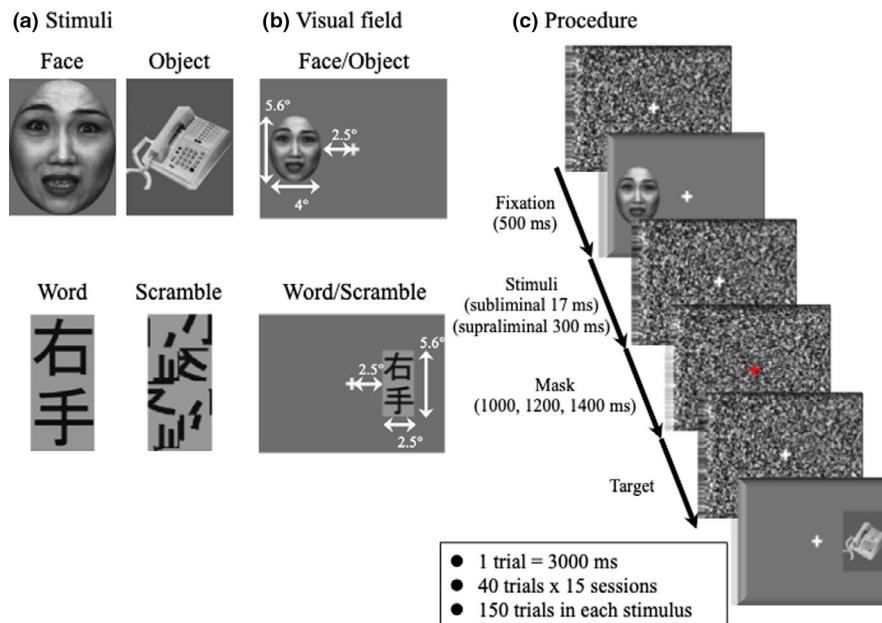 (a) Stimuli
Face
Object
Word
Scramble
右
手
(b) Visual field
Face/Object
5.6°
2.5°
4°
Word/Scramble
2.5°
右
手
5.6°
2.5°
(c) Procedure
Fixation
(500 ms)
Stimuli
(subliminal 17 ms)
(supraliminal 300 ms)
Mask
(1000, 1200, 1400 ms)
Target
● 1 trial = 3000 ms
● 40 trials x 15 sessions
● 150 trials in each stimulus